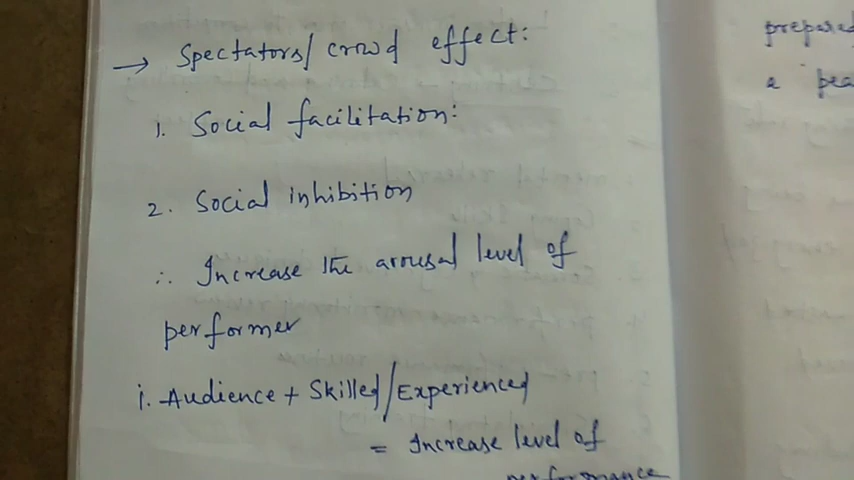 → Spectators/ crowd effect:
1. Social facilitation:
2. Social inhibition
∴ Increase the arousal level of
performer
i. Audience + Skilled/Experienced
= Increase level of
performance
prepared
a